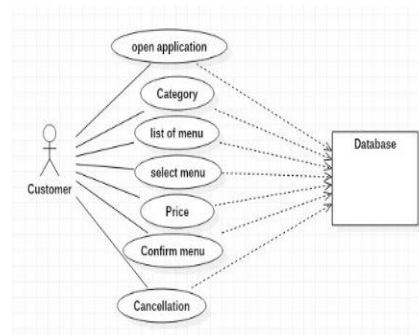 open application
Category
list of menu
select menu
Price
Confirm menu
Cancellation
Customer
Database